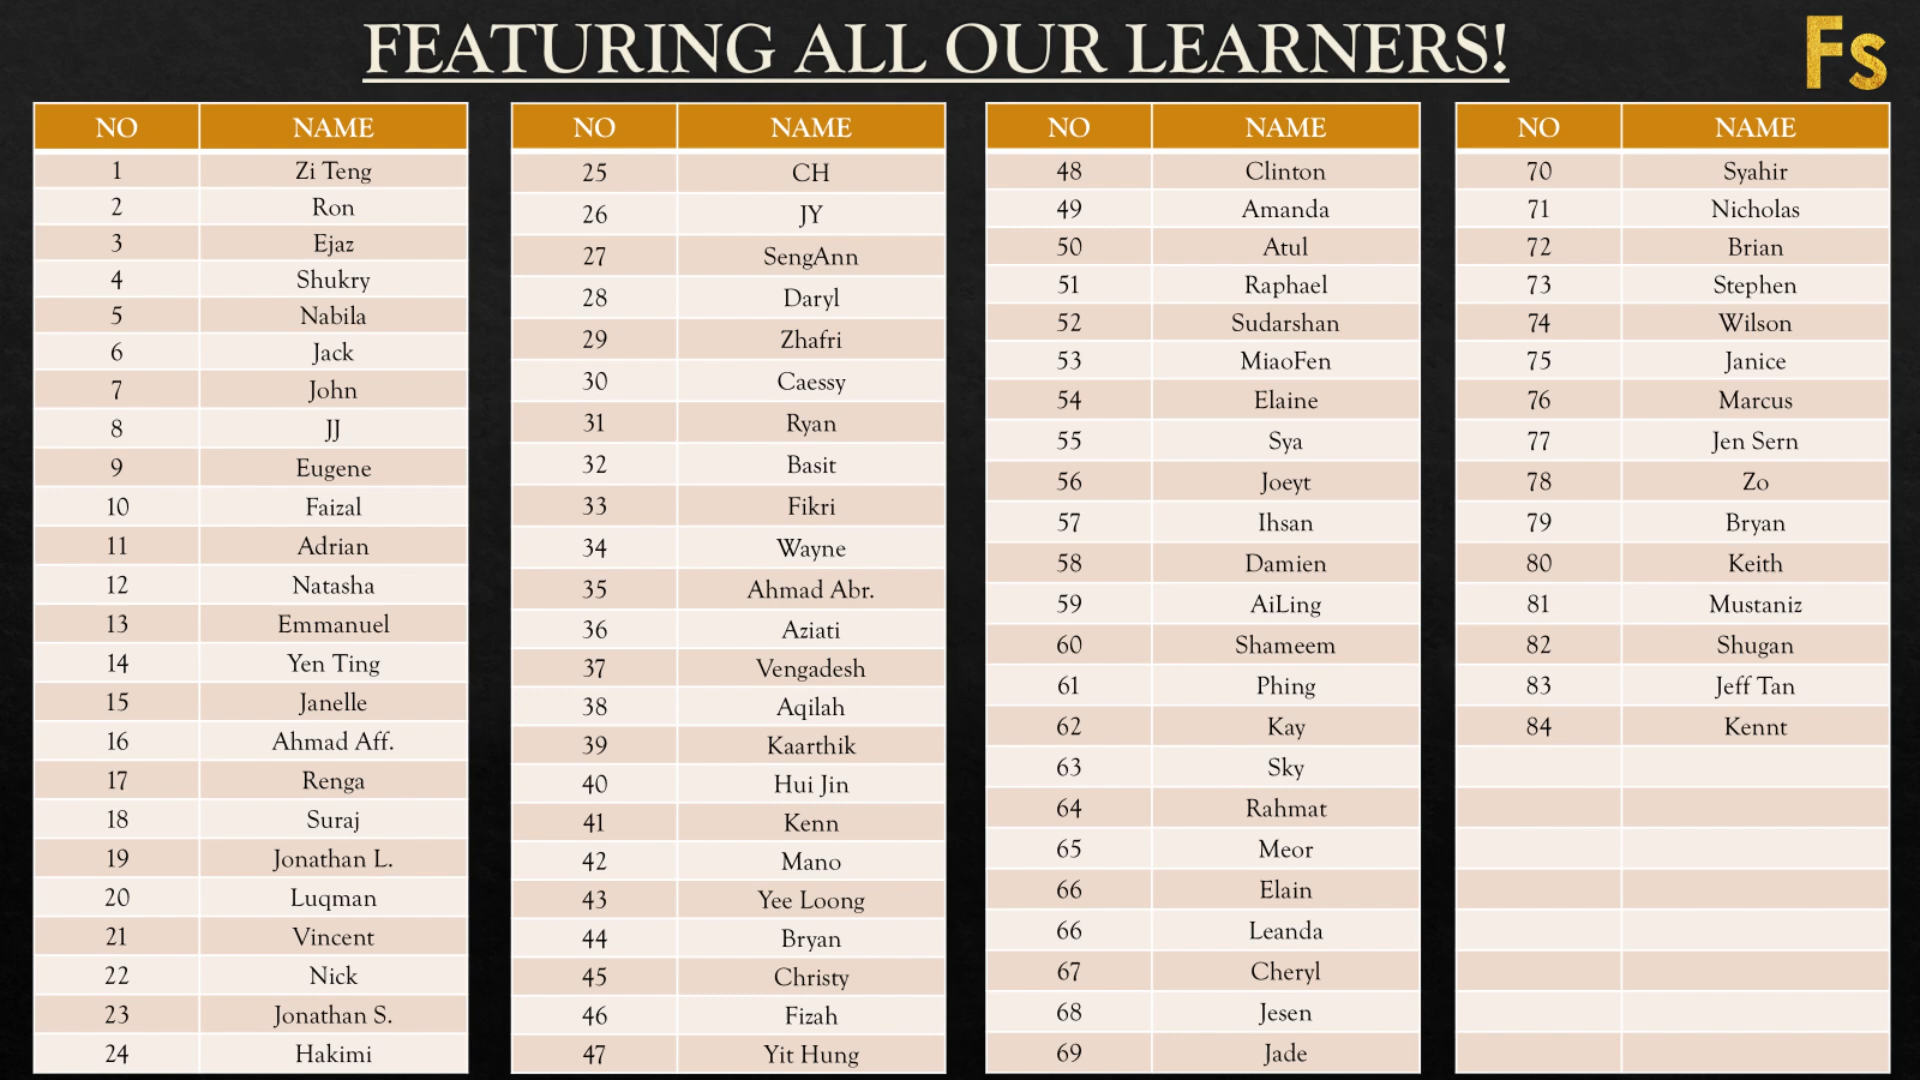 FEATURING ALL OUR LEARNERS!
Fs
NO NAME
1 Zi Teng
2 Ron
3 Ejaz
4 Shukry
5 Nabila
6 Jack
7 John
8 JJ
9 Eugene
10 Faizal
11 Adrian
12 Natasha
13 Emmanuel
14 Yen Ting
15 Janelle
16 Ahmad Aff.
17 Renga
18 Suraj
19 Jonathan L.
20 Luqman
21 Vincent
22 Nick
23 Jonathan S.
24 Hakimi
NO NAME
25 CH
26 JY
27 SengAnn
28 Daryl
29 Zhafri
30 Caessy
31 Ryan
32 Basit
33 Fikri
34 Wayne
35 Ahmad Abr.
36 Aziati
37 Vengadesh
38 Aqilah
39 Kaarthik
40 Hui Jin
41 Kenn
42 Mano
43 Yee Loong
44 Bryan
45 Christy
46 Fizah
47 Yit Hung
NO NAME
48 Clinton
49 Amanda
50 Atul
51 Raphael
52 Sudarshan
53 MiaoFen
54 Elaine
55 Sya
56 Joeyt
57 Ihsan
58 Damien
59 AiLing
60 Shameem
61 Phing
62 Kay
63 Sky
64 Rahmat
65 Meor
66 Elain
66 Leanda
67 Cheryl
68 Jesen
69 Jade
NO NAME
70 Syahir
71 Nicholas
72 Brian
73 Stephen
74 Wilson
75 Janice
76 Marcus
77 Jen Sern
78 Zo
79 Bryan
80 Keith
81 Mustaniz
82 Shugan
83 Jeff Tan
84 Kennt